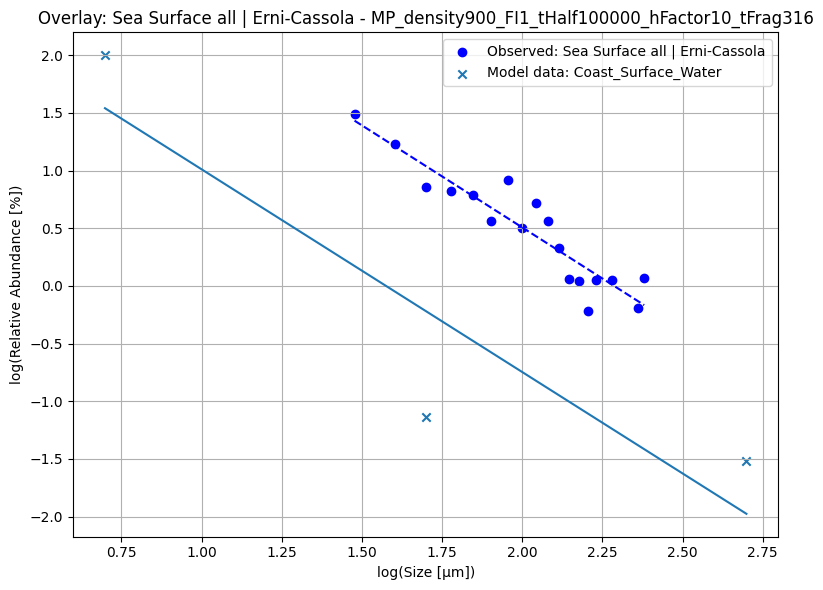 Overlay: Sea Surface all | Erni-Cassola - MP_density900_FI1_tHalf100000_hFactor10_tFrag316
Observed: Sea Surface all | Erni-Cassola
Model data: Coast_Surface_Water
log(Relative Abundance [%])
2.0
1.5
1.0
0.5
0.0
−0.5
−1.0
−1.5
−2.0
0.75 1.00 1.25 1.50 1.75 2.00 2.25 2.50 2.75
log(Size [μm])